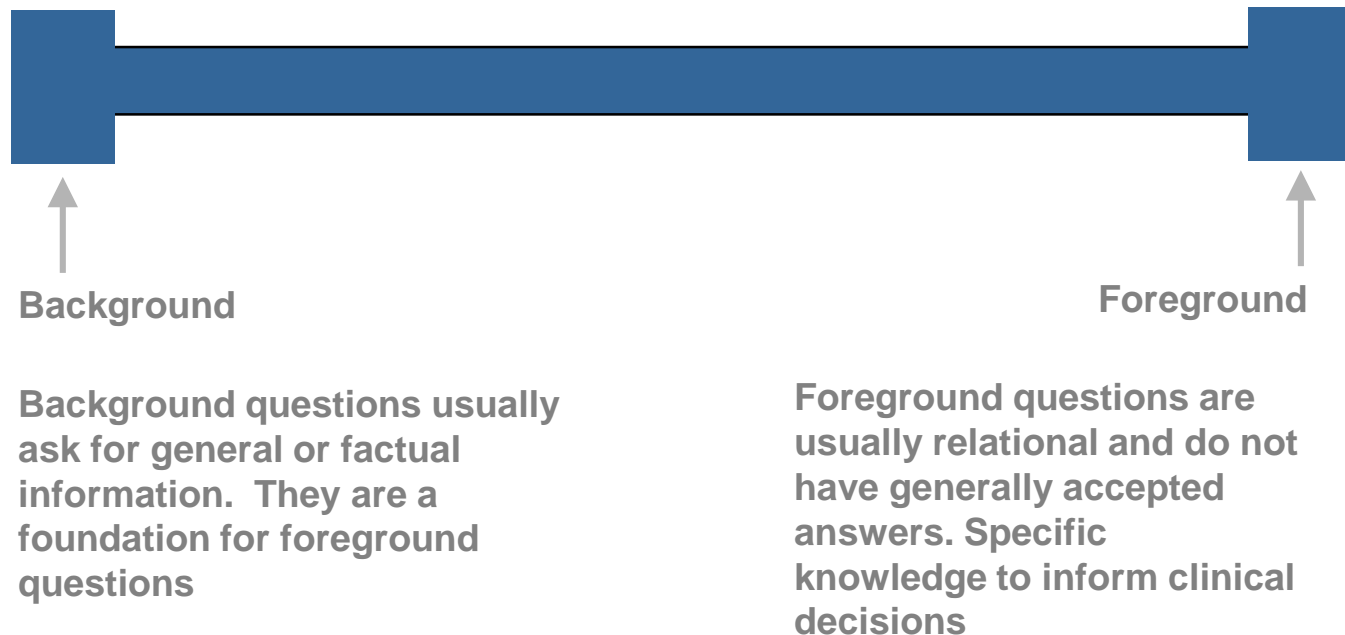 Background
Background questions usually
ask for general or factual
information.  They are a
foundation for foreground
questions
Foreground
Foreground questions are
usually relational and do not
have generally accepted
answers. Specific
knowledge to inform clinical
decisions